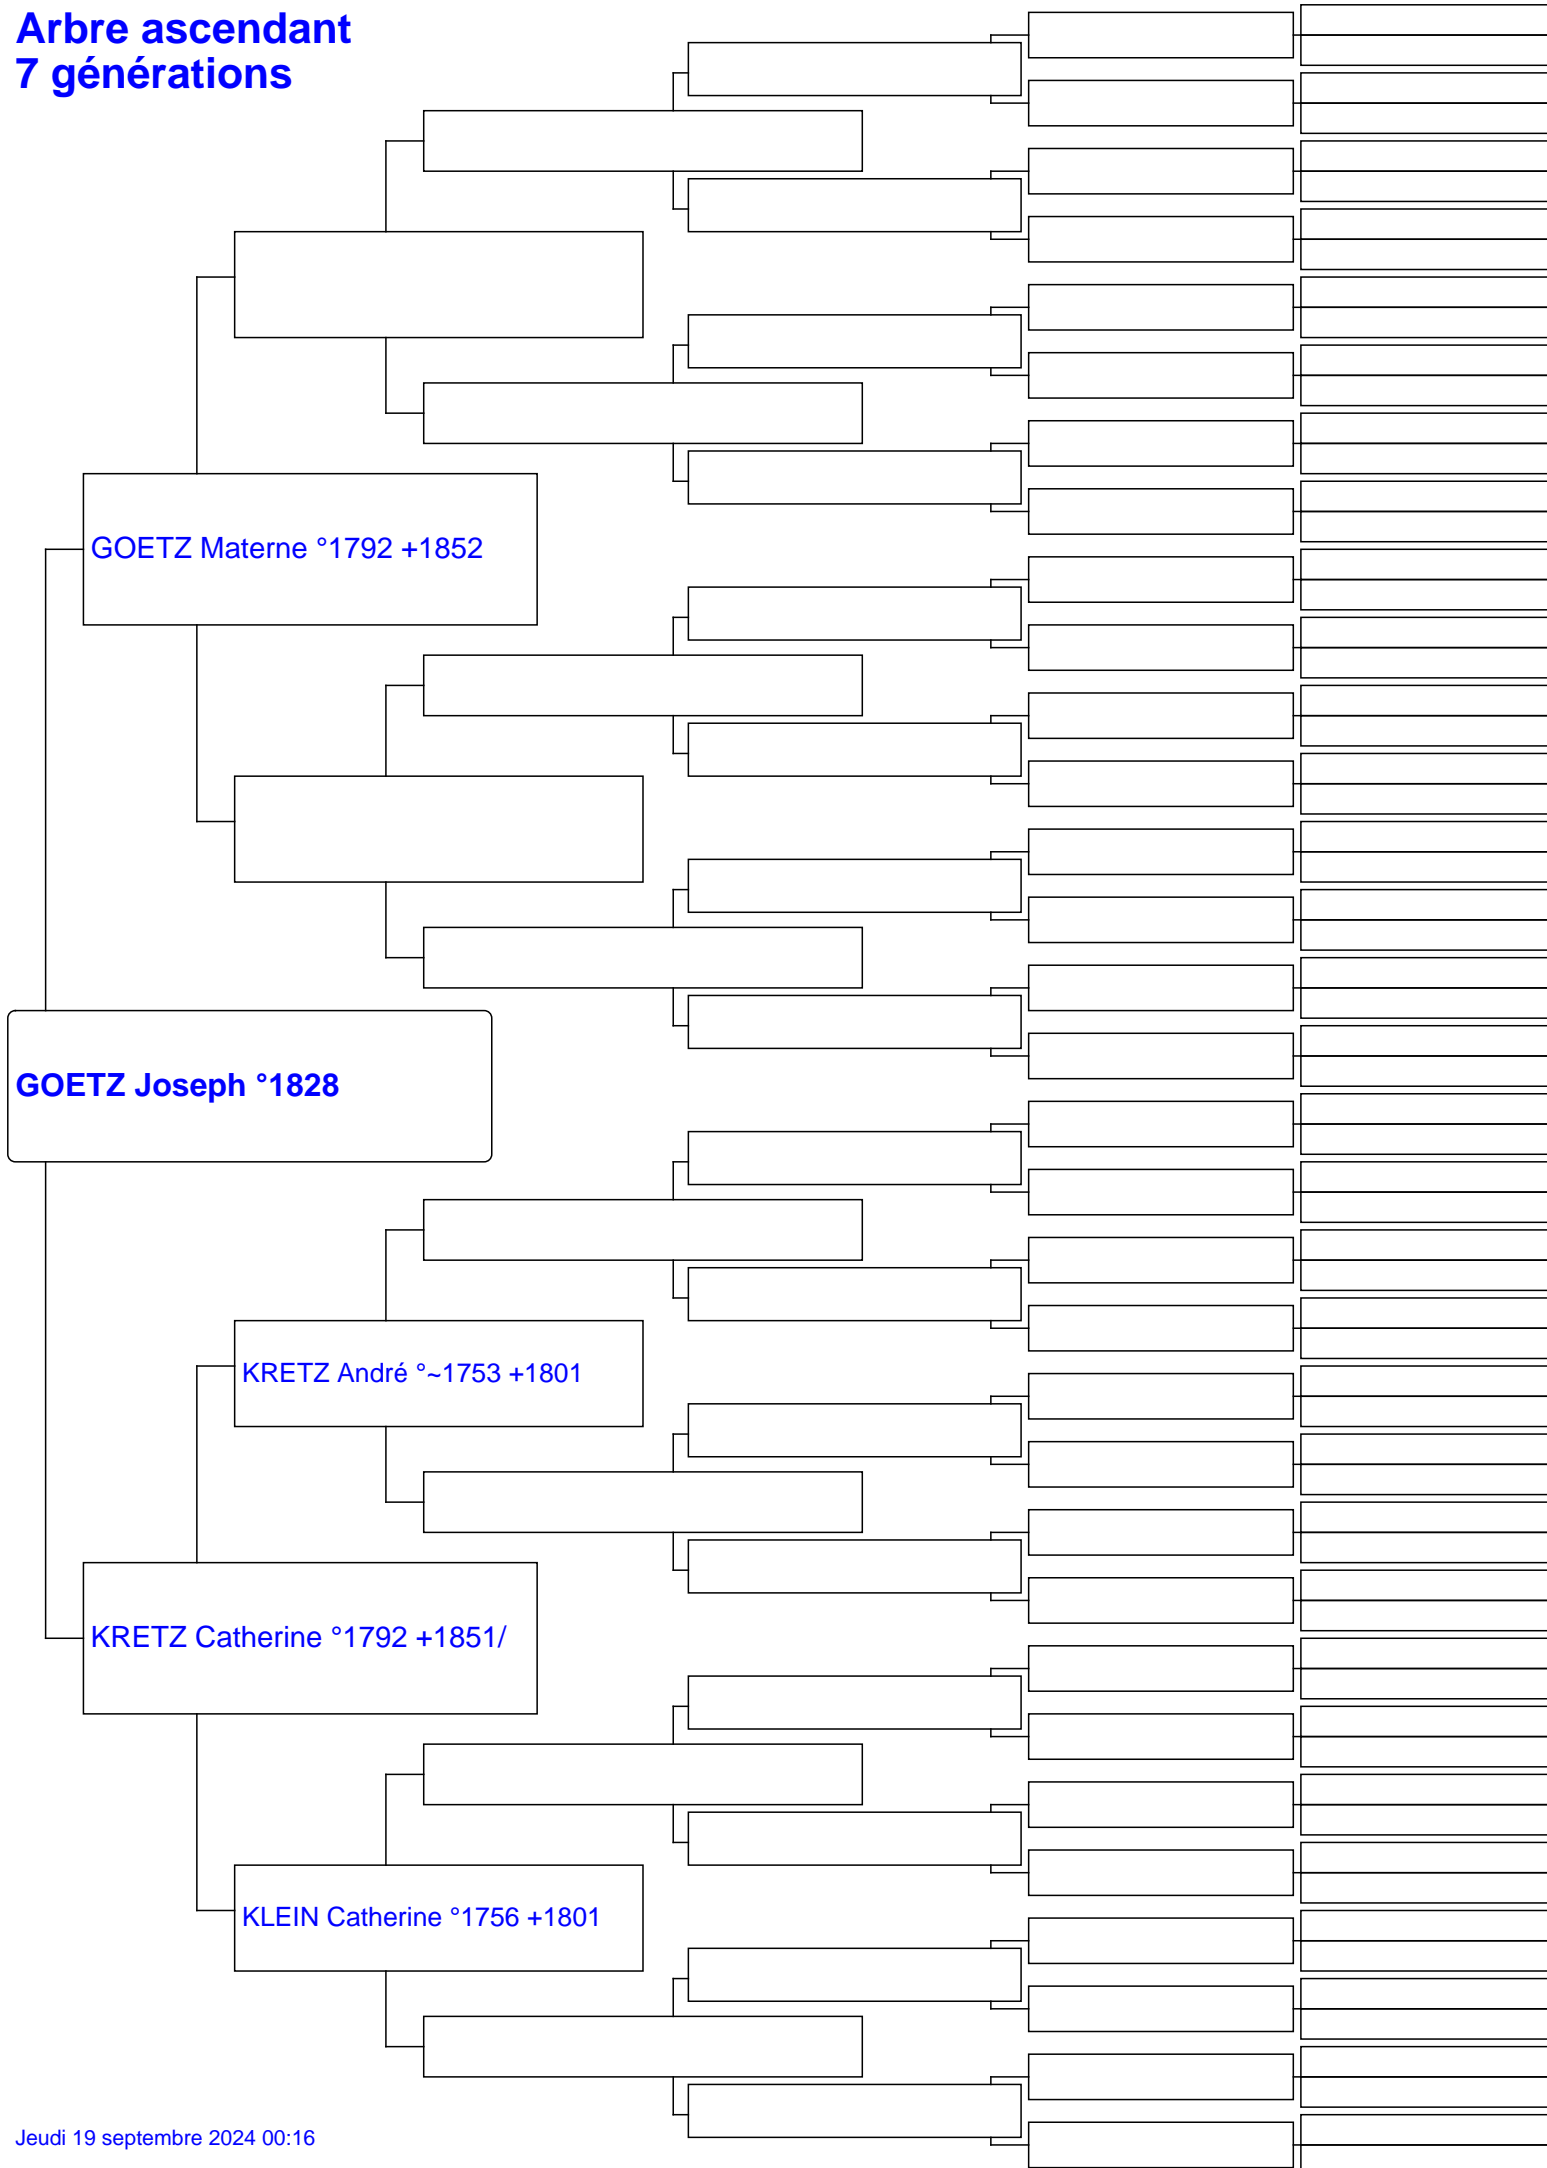 Arbre ascendant
7 générations
GOETZ Materne °1792 +1852
GOETZ Joseph °1828
KRETZ André °~1753 +1801
KRETZ Catherine °1792 +1851/
KLEIN Catherine °1756 +1801
Jeudi 19 septembre 2024 00:16